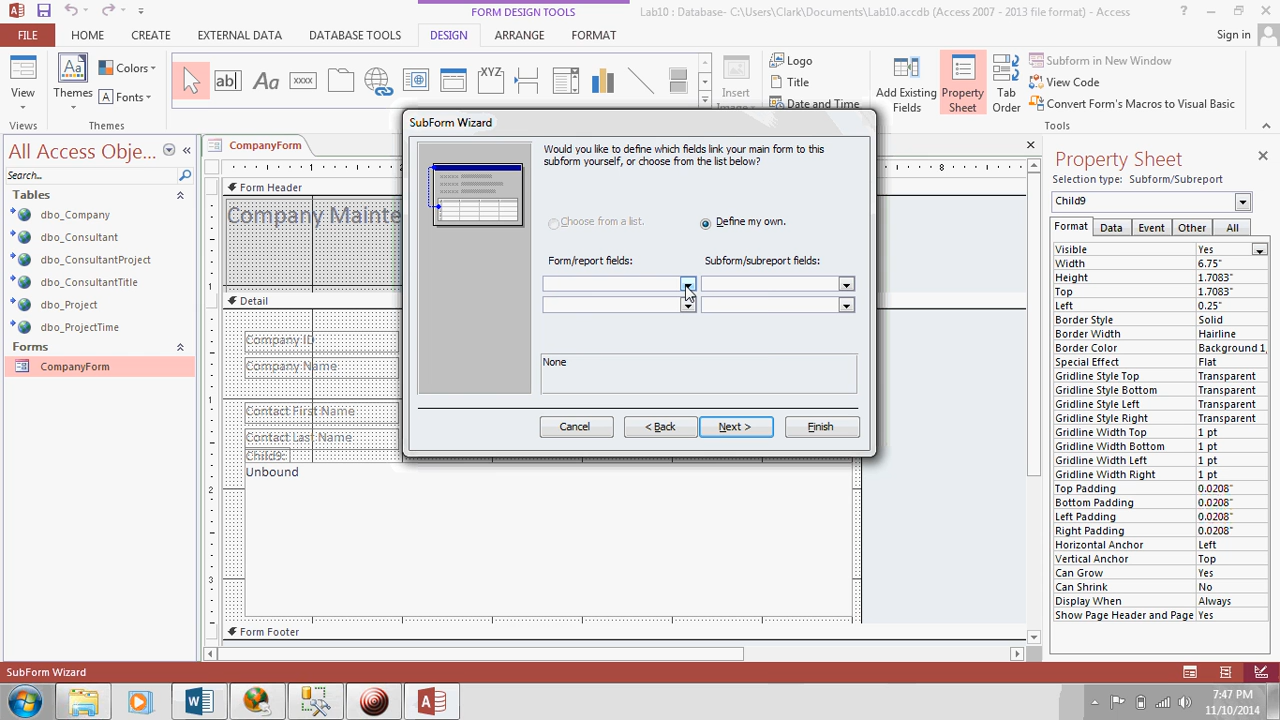 FORM DESIGN TOOLS
Lab10 : Database- C:\Users\Clark\Documents\Lab10.accdb (Access 2007 - 2013 file format) - Access
FILE HOME CREATE EXTERNAL DATA DATABASE TOOLS DESIGN ARRANGE FORMAT Sign in
View
Views
Themes
Colors
Fonts
Themes
ab|
Aa
xxxx
XYZ
Insert
Logo
Title
Date and Time
Add Existing
Fields
Property
Sheet
Tab
Order
Subform in New Window
View Code
Convert Form's Macros to Visual Basic
Tools
All Access Obje...
Search...
Tables
dbo_Company
dbo_Consultant
dbo_ConsultantProject
dbo_ConsultantTitle
dbo_Project
dbo_ProjectTime
Forms
CompanyForm
CompanyForm
1
8
Form Header
Company Mainte
1
Detail
Company ID
Company Name
1
Contact First Name
Contact Last Name
Child9:
Unbound
2
3
Form Footer
SubForm Wizard
Would you like to define which fields link your main form to this
subform yourself, or choose from the list below?
Choose from a list.
Define my own.
Form/report fields:
Subform/subreport fields:
None
Cancel
< Back
Next >
Finish
Property Sheet
Selection type: Subform/Subreport
Child9
Format Data Event Other All
Visible Yes
Width 6.75"
Height 1.7083"
Top 1.7083"
Left 0.25"
Border Style Solid
Border Width Hairline
Border Color Background 1,
Special Effect Flat
Gridline Style Top Transparent
Gridline Style Bottom Transparent
Gridline Style Left Transparent
Gridline Style Right Transparent
Gridline Width Top 1 pt
Gridline Width Bottom 1 pt
Gridline Width Left 1 pt
Gridline Width Right 1 pt
Top Padding 0.0208"
Bottom Padding 0.0208"
Left Padding 0.0208"
Right Padding 0.0208"
Horizontal Anchor Left
Vertical Anchor Top
Can Grow Yes
Can Shrink No
Display When Always
Show Page Header and Page Yes
SubForm Wizard
7:47 PM
11/10/2014